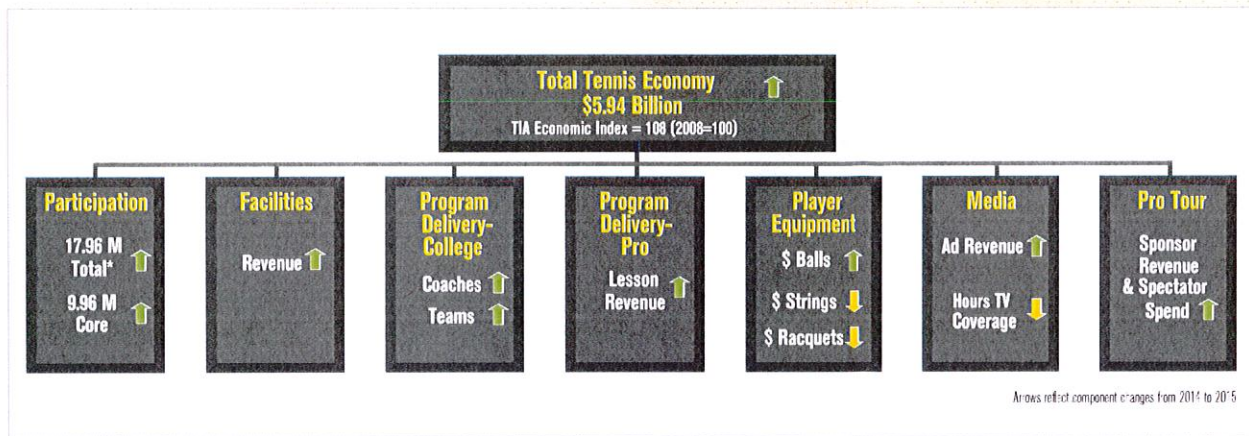 Total Tennis Economy
$5.94 Billion
TIA Economic Index = 108 (2008=100)
Participation
17.96 M
Total*
9.96 M
Core
Facilities
Revenue
Program
Delivery-
College
Coaches
Teams
Program
Delivery-
Pro
Lesson
Revenue
Player
Equipment
$ Balls
$ Strings
$ Racquets
Media
Ad Revenue
Hours TV
Coverage
Pro Tour
Sponsor
Revenue
& Spectator
Spend
Arrows reflect component changes from 2014 to 2015